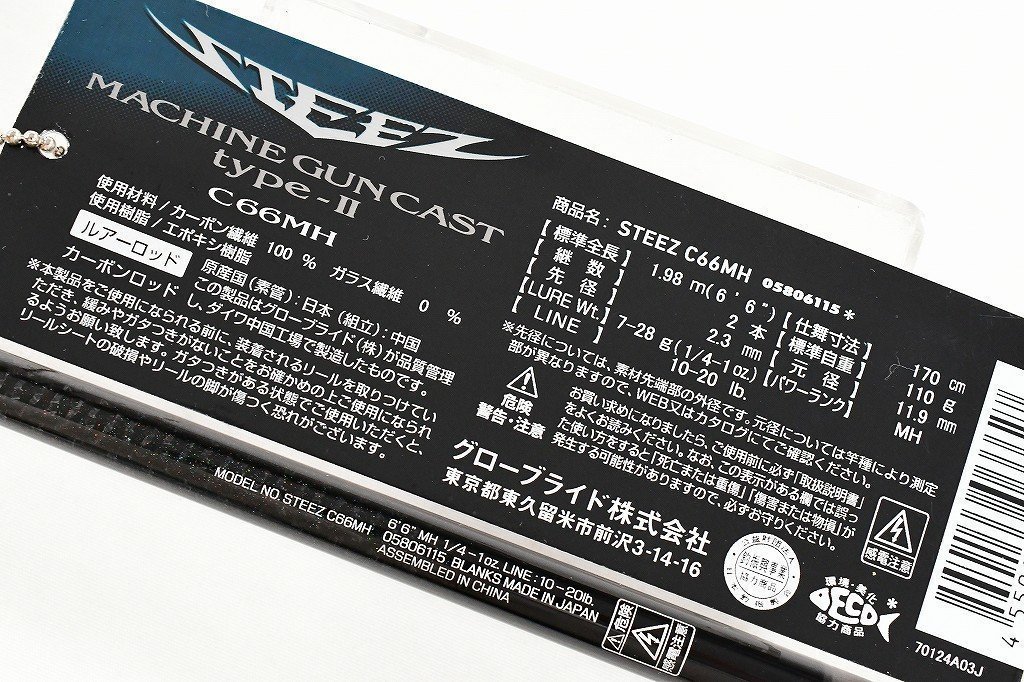 STEEZ
MACHINE GUN CAST
type-II
C66MH
使用材料/カーボン繊維 100 % ガラス繊維 0 %
使用樹脂/エポキシ樹脂
ルアーロッド
カーボンロッド
原産国(素管):日本 (組立):中国
この製品はグローブライド(株)が品質管理
し、ダイワ中国工場で製造したものです。
※本製品をご使用になられる前に、装着されるリールを取りつけてい
ただき、緩みやガタつきがないことをお確かめの上ご使用になられ
るようお願い致します。ガタつきがある状態でご使用いただくと、
リールシートの破損やリールの脚が傷つく恐れがございます。
商品名: STEEZ C66MH 05806115*
【標準全長】 1.98 m(6'6")
【継数】 2 本
【先径】 2.3 mm
【LURE Wt.】 7-28 g(1/4-1oz)
【LINE】 10-20 lb.
【仕舞寸法】 170 cm
【標準自重】 110 g
【元径】 11.9 mm
【パワーランク】 MH
※先径については、素材先端部の外径です。元径については竿種により測定
部が異なりますので、WEB又はカタログにてご確認ください。
危険
警告・注意
お買い求めになりましたら、ご使用前に必ず「取扱説明書」
をよくお読みください。なお、この表示がある欄では誤っ
た使い方をすると「死亡または重傷」「傷害または物損」が
発生する可能性がありますので、必ずお守りください。
グローブライド株式会社
東京都東久留米市前沢3-14-16
感電注意
環境・美化
ECO
協力商品
70124A03J
MODEL NO. STEEZ C66MH
6'6" MH 1/4-1oz. LINE:10-20lb.
05806115 BLANKS MADE IN JAPAN
ASSEMBLED IN CHINA
危険